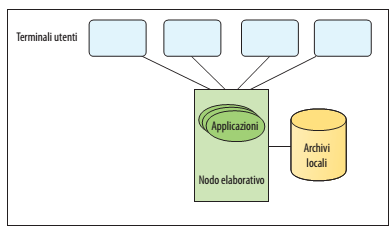 Terminali utenti
Applicazioni
Archivi
locali
Nodo elaborativo